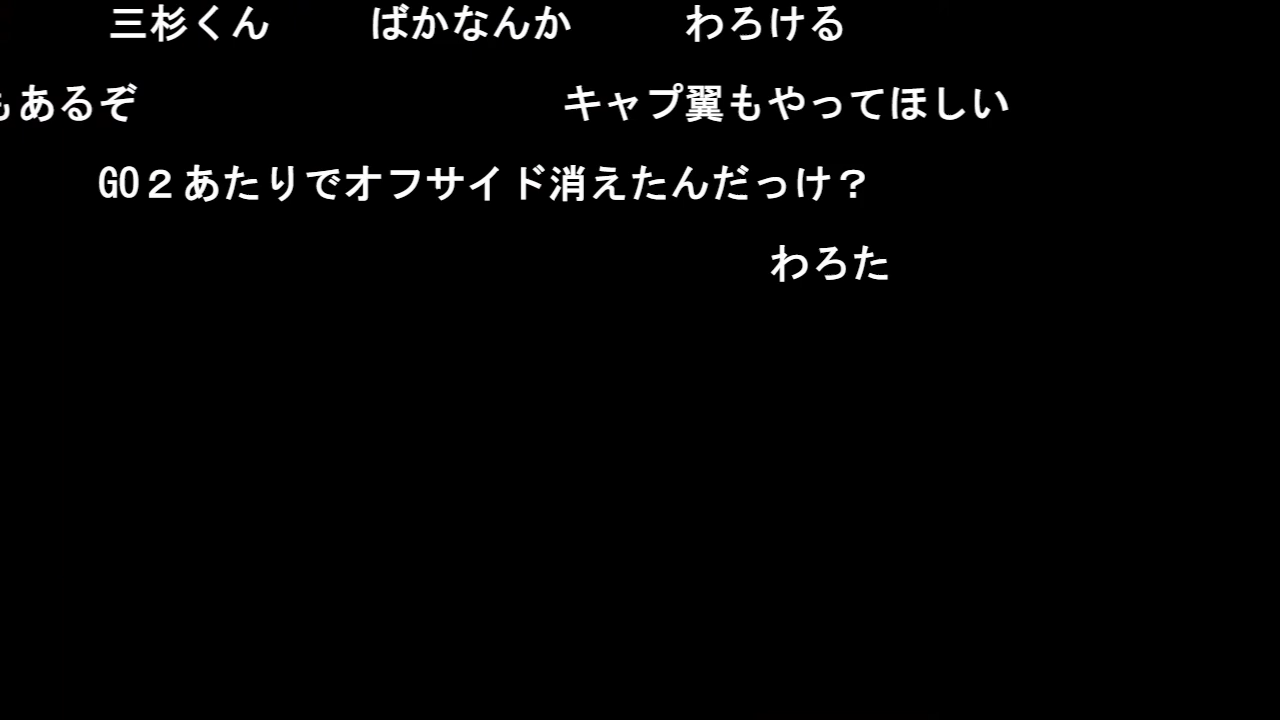 三杉くん ばかなんか わろける
もあるぞ キャプ翼もやってほしい
GO２あたりでオフサイド消えたんだっけ？
わろた